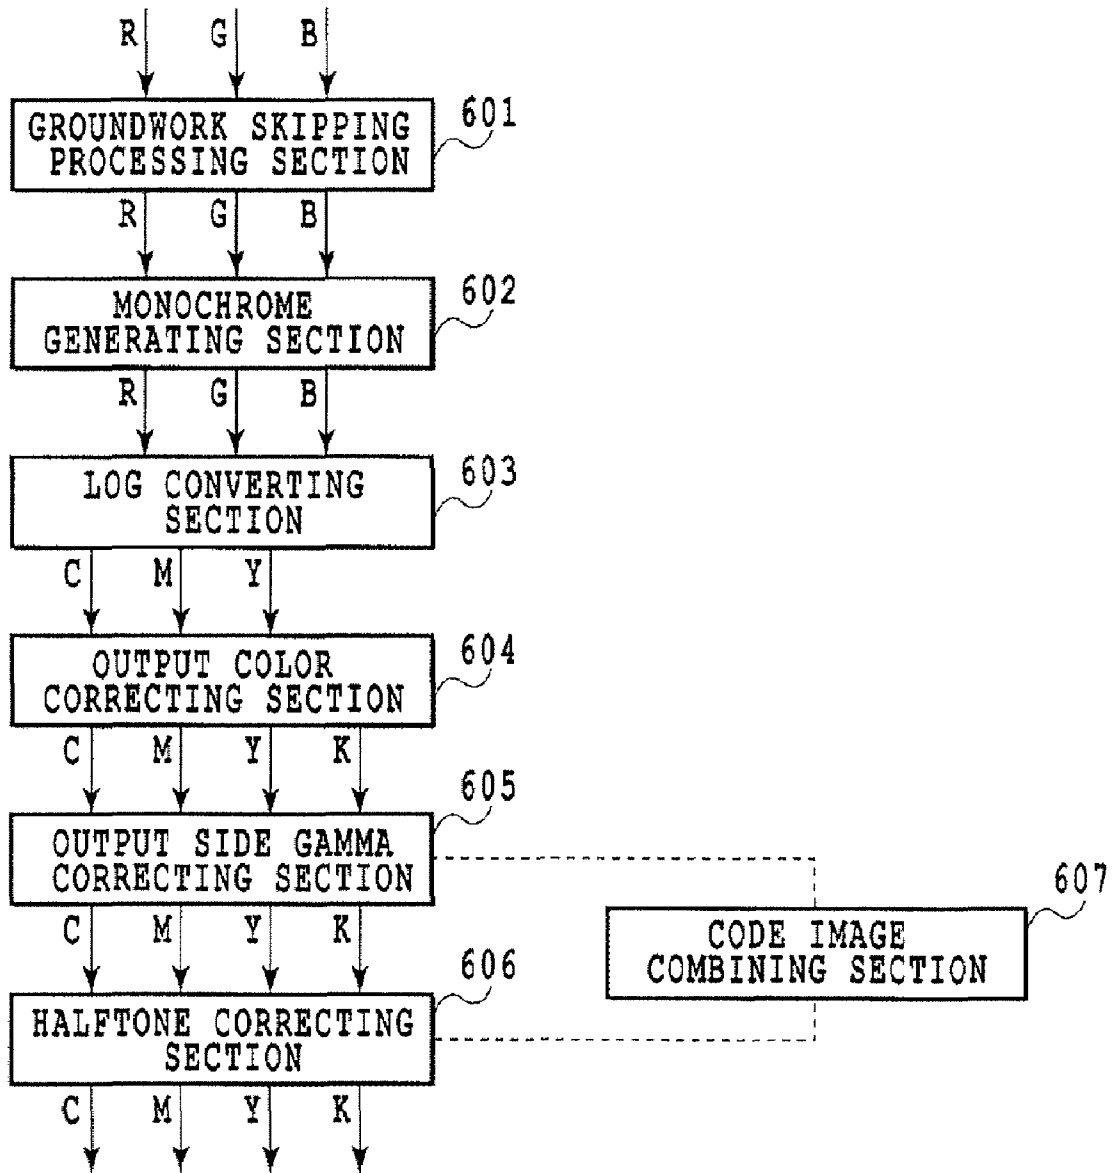 R G B
601
GROUNDWORK SKIPPING
PROCESSING SECTION
R G B
602
MONOCHROME
GENERATING SECTION
R G B
603
LOG CONVERTING
SECTION
C M Y
604
OUTPUT COLOR
CORRECTING SECTION
C M Y K
605
OUTPUT SIDE GAMMA
CORRECTING SECTION
607
CODE IMAGE
COMBINING SECTION
C M Y K
606
HALFTONE CORRECTING
SECTION
C M Y K